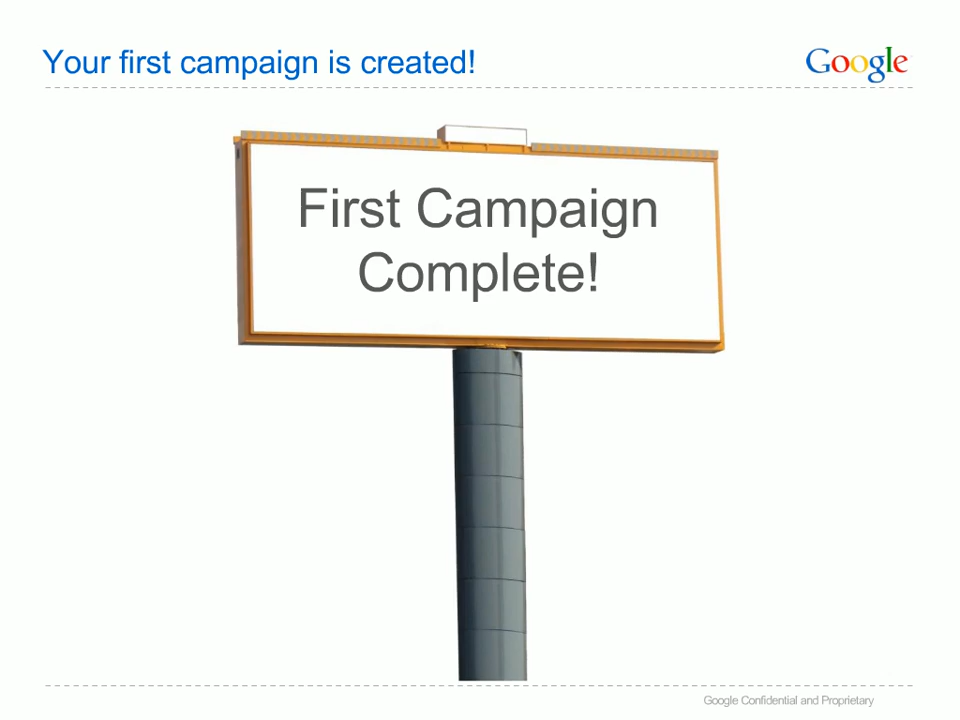 Your first campaign is created!
Google
First Campaign
Complete!
Google Confidential and Proprietary